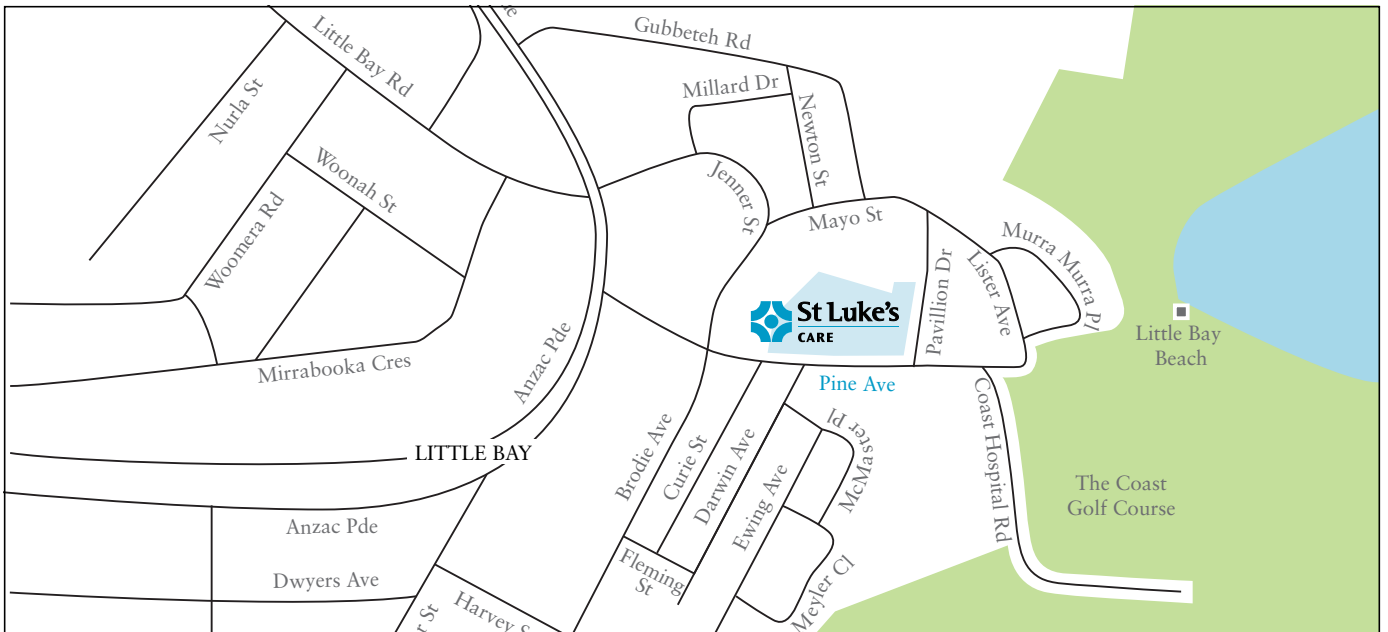 Gubbeteh Rd
Little Bay Rd
Millard Dr
Nurla St
Newton St
Woonah St
Jenner St
Woomera Rd
Mayo St
Murra Murra Pl
Lister Ave
Pavillion Dr
St Luke's
CARE
Little Bay
Beach
Anzac Pde
Mirrabooka Cres
Pine Ave
Coast Hospital Rd
McMaster Pl
LITTLE BAY
Brodie Ave
Curie St
Darwin Ave
Ewing Ave
The Coast
Golf Course
Anzac Pde
Fleming
St
Dwyers Ave
Meyler Cl
Harvey
St